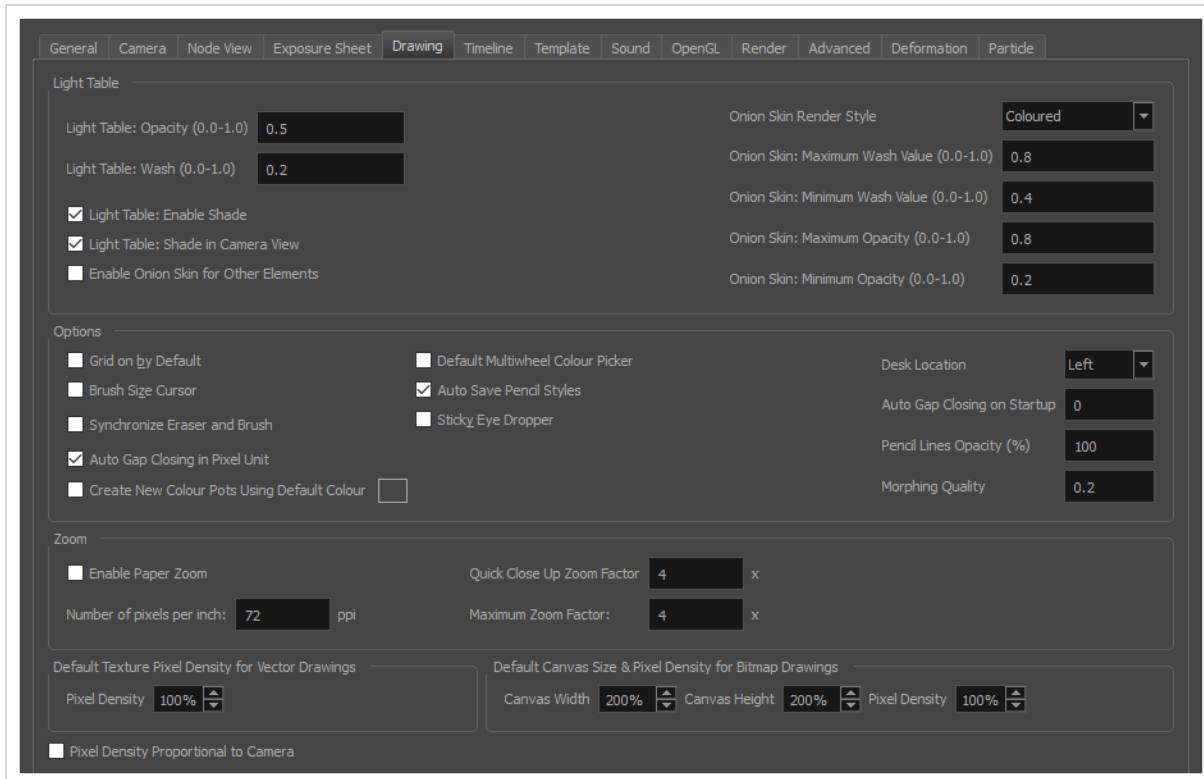 General Camera Node View Exposure Sheet Drawing Timeline Template Sound OpenGL Render Advanced Deformation Particle
Light Table
Light Table: Opacity (0.0-1.0) 0.5
Light Table: Wash (0.0-1.0) 0.2
Light Table: Enable Shade
Light Table: Shade in Camera View
Enable Onion Skin for Other Elements
Onion Skin Render Style Coloured
Onion Skin: Maximum Wash Value (0.0-1.0) 0.8
Onion Skin: Minimum Wash Value (0.0-1.0) 0.4
Onion Skin: Maximum Opacity (0.0-1.0) 0.8
Onion Skin: Minimum Opacity (0.0-1.0) 0.2
Options
Grid on by Default
Brush Size Cursor
Synchronize Eraser and Brush
Auto Gap Closing in Pixel Unit
Create New Colour Pots Using Default Colour
Default Multiwheel Colour Picker
Auto Save Pencil Styles
Sticky Eye Dropper
Desk Location Left
Auto Gap Closing on Startup 0
Pencil Lines Opacity (%) 100
Morphing Quality 0.2
Zoom
Enable Paper Zoom
Number of pixels per inch: 72 ppi
Quick Close Up Zoom Factor 4 x
Maximum Zoom Factor: 4 x
Default Texture Pixel Density for Vector Drawings
Pixel Density 100%
Default Canvas Size & Pixel Density for Bitmap Drawings
Canvas Width 200% Canvas Height 200% Pixel Density 100%
Pixel Density Proportional to Camera